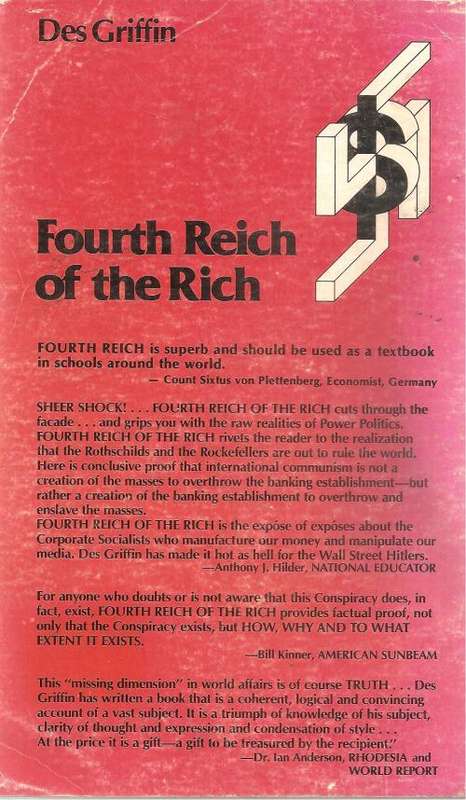 Des Griffin
$
Fourth Reich
of the Rich
FOURTH REICH is superb and should be used as a textbook
in schools around the world.
— Count Sixtus von Plettenberg, Economist, Germany
SHEER SHOCK! . . . FOURTH REICH OF THE RICH cuts through the
facade . . . and grips you with the raw realities of Power Politics.
FOURTH REICH OF THE RICH rivets the reader to the realization
that the Rothschilds and the Rockefellers are out to rule the world.
Here is conclusive proof that international communism is not a
creation of the masses to overthrow the banking establishment—but
rather a creation of the banking establishment to overthrow and
enslave the masses.
FOURTH REICH OF THE RICH is the expóse of expóses about the
Corporate Socialists who manufacture our money and manipulate our
media. Des Griffin has made it hot as hell for the Wall Street Hitlers.
—Anthony J. Hilder, NATIONAL EDUCATOR
For anyone who doubts or is not aware that this Conspiracy does, in
fact, exist, FOURTH REICH OF THE RICH provides factual proof, not
only that the Conspiracy exists, but HOW, WHY AND TO WHAT
EXTENT IT EXISTS.
—Bill Kinner, AMERICAN SUNBEAM
This "missing dimension" in world affairs is of course TRUTH . . . Des
Griffin has written a book that is a coherent, logical and convincing
account of a vast subject. It is a triumph of knowledge of his subject,
clarity of thought and expression and condensation of style . . .
At the price it is a gift—a gift to be treasured by the recipient."
—Dr. Ian Anderson, RHODESIA and
WORLD REPORT